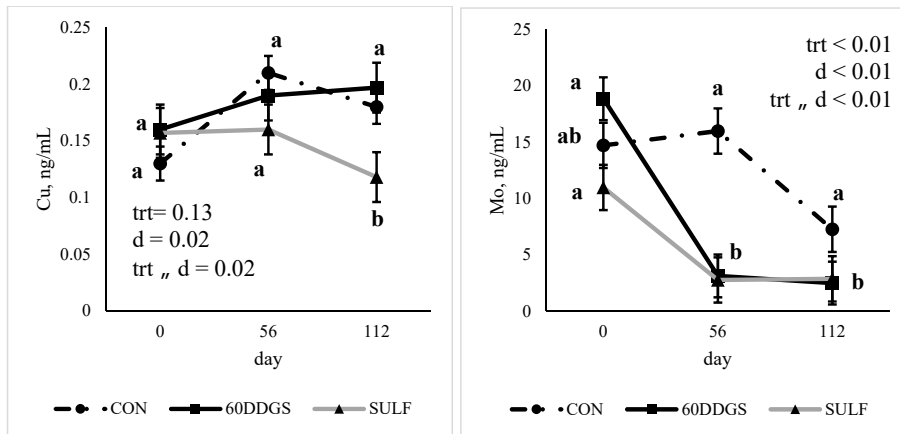 0.25
0.2
0.15
0.1
0.05
0
Cu, ng/mL
a
a
a
a
a
b
trt= 0.13
d = 0.02
trt „ d = 0.02
0
56
112
day
CON
60DDGS
SULF
25
20
15
10
5
0
Mo, ng/mL
trt < 0.01
d < 0.01
trt „ d < 0.01
a
a
ab
a
a
b
b
0
56
112
day
CON
60DDGS
SULF